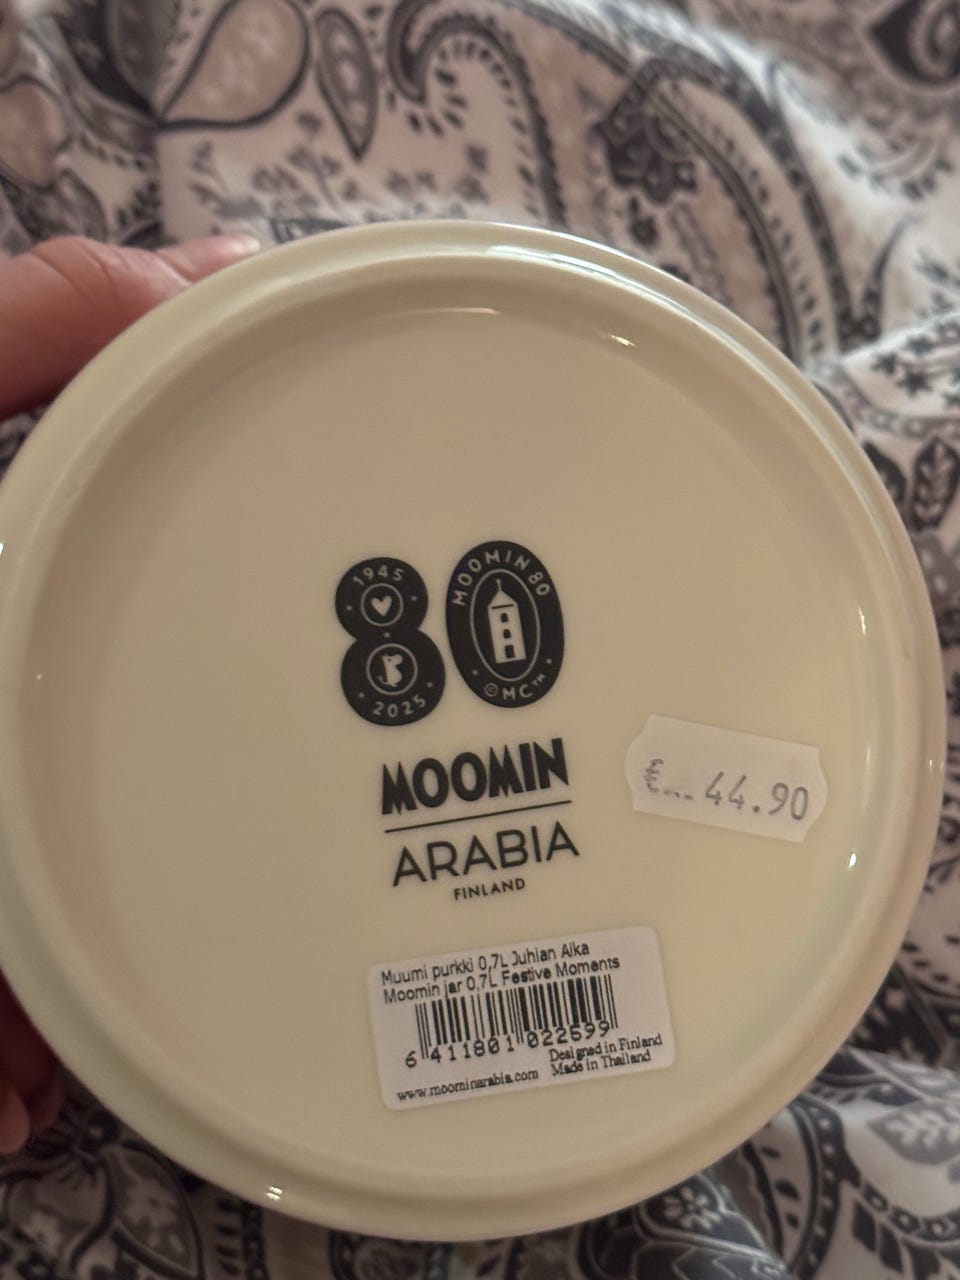 1945
2025
MOOMIN 80
©MC™
MOOMIN
ARABIA
FINLAND
€ 44.90
Muumi purkki 0,7L Juhlan Aika
Moomin jar 0,7L Festive Moments
6 411801 022599
Designed in Finland
Made in Thailand
www.moominarabia.com